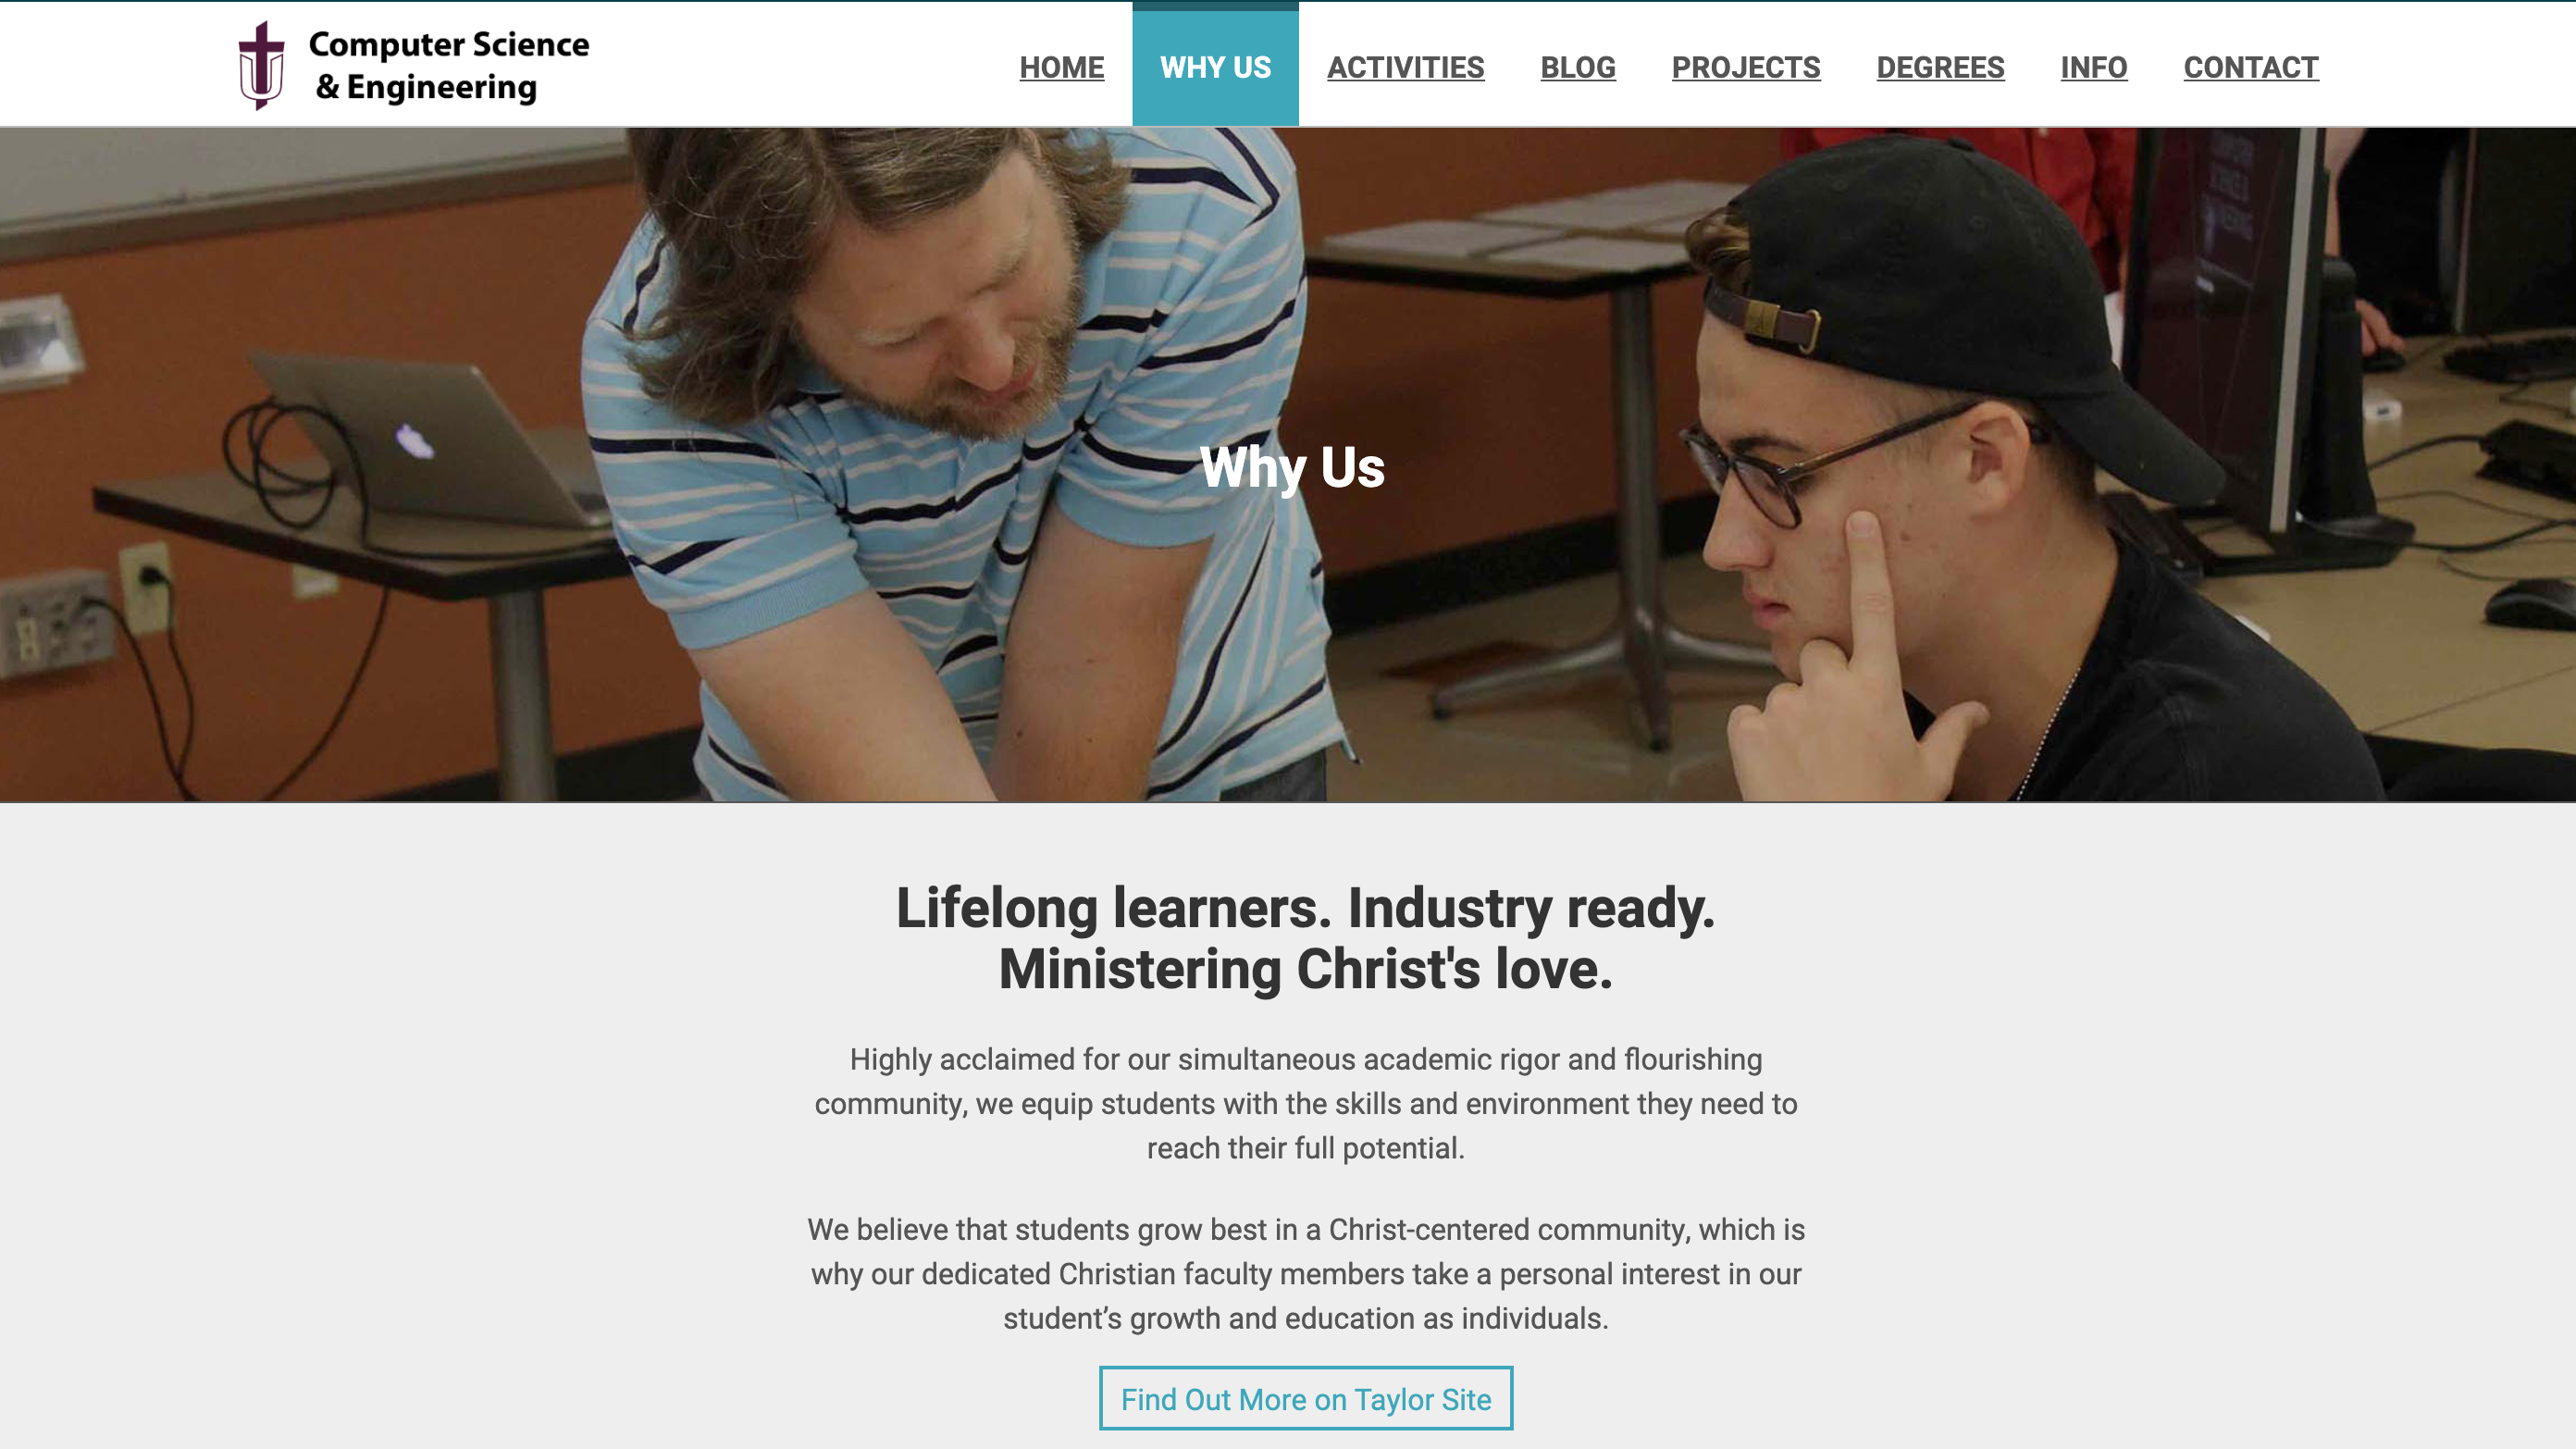 Computer Science
& Engineering
HOME
WHY US
ACTIVITIES
BLOG
PROJECTS
DEGREES
INFO
CONTACT
Why Us
Lifelong learners. Industry ready.
Ministering Christ's love.
Highly acclaimed for our simultaneous academic rigor and flourishing
community, we equip students with the skills and environment they need to
reach their full potential.
We believe that students grow best in a Christ-centered community, which is
why our dedicated Christian faculty members take a personal interest in our
student’s growth and education as individuals.
Find Out More on Taylor Site